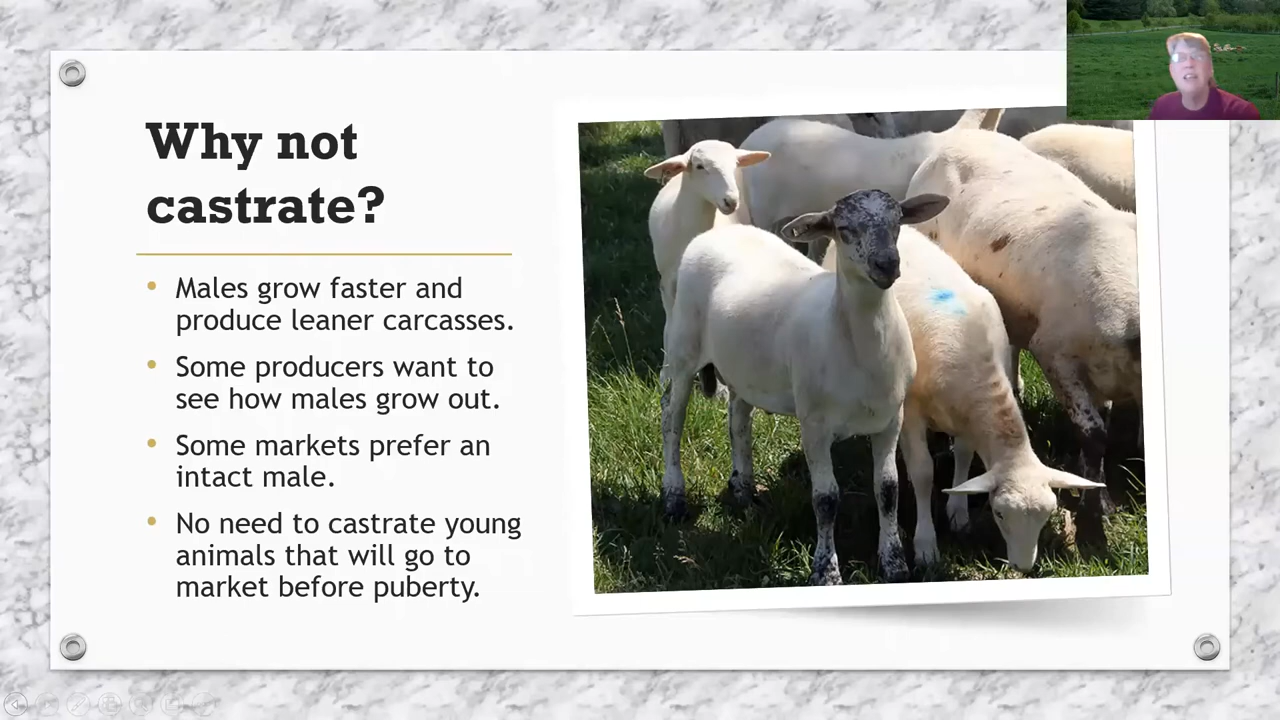 Why not
castrate?
• Males grow faster and
produce leaner carcasses.
• Some producers want to
see how males grow out.
• Some markets prefer an
intact male.
• No need to castrate young
animals that will go to
market before puberty.